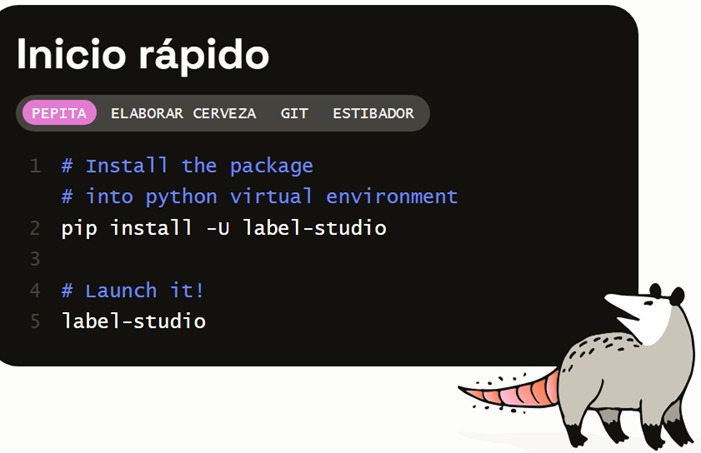 Inicio rápido
PEPITA ELABORAR CERVEZA GIT ESTIBADOR
1 # Install the package
# into python virtual environment
2 pip install -U label-studio
3
4 # Launch it!
5 label-studio